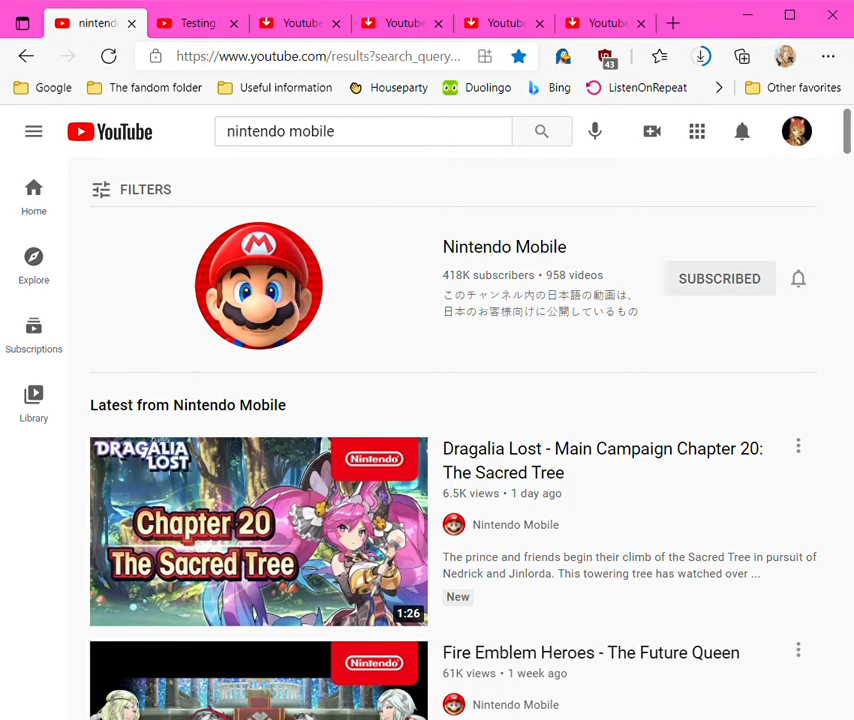 nintend
Testing
Youtube
Youtube
Youtube
Youtube
https://www.youtube.com/results?search_query...
43
Google
The fandom folder
Useful information
Houseparty
Duolingo
Bing
ListenOnRepeat
Other favorites
YouTube
nintendo mobile
Home
Explore
Subscriptions
Library
FILTERS
M
Nintendo Mobile
418K subscribers • 958 videos
このチャンネル内の日本語の動画は、
日本のお客様向けに公開しているもの
SUBSCRIBED
Latest from Nintendo Mobile
DRAGALIA
LOST
Nintendo
Chapter 20
The Sacred Tree
1:26
Dragalia Lost - Main Campaign Chapter 20:
The Sacred Tree
6.5K views • 1 day ago
Nintendo Mobile
The prince and friends begin their climb of the Sacred Tree in pursuit of
Nedrick and Jinlorda. This towering tree has watched over ...
New
Nintendo
Fire Emblem Heroes - The Future Queen
61K views • 1 week ago
Nintendo Mobile